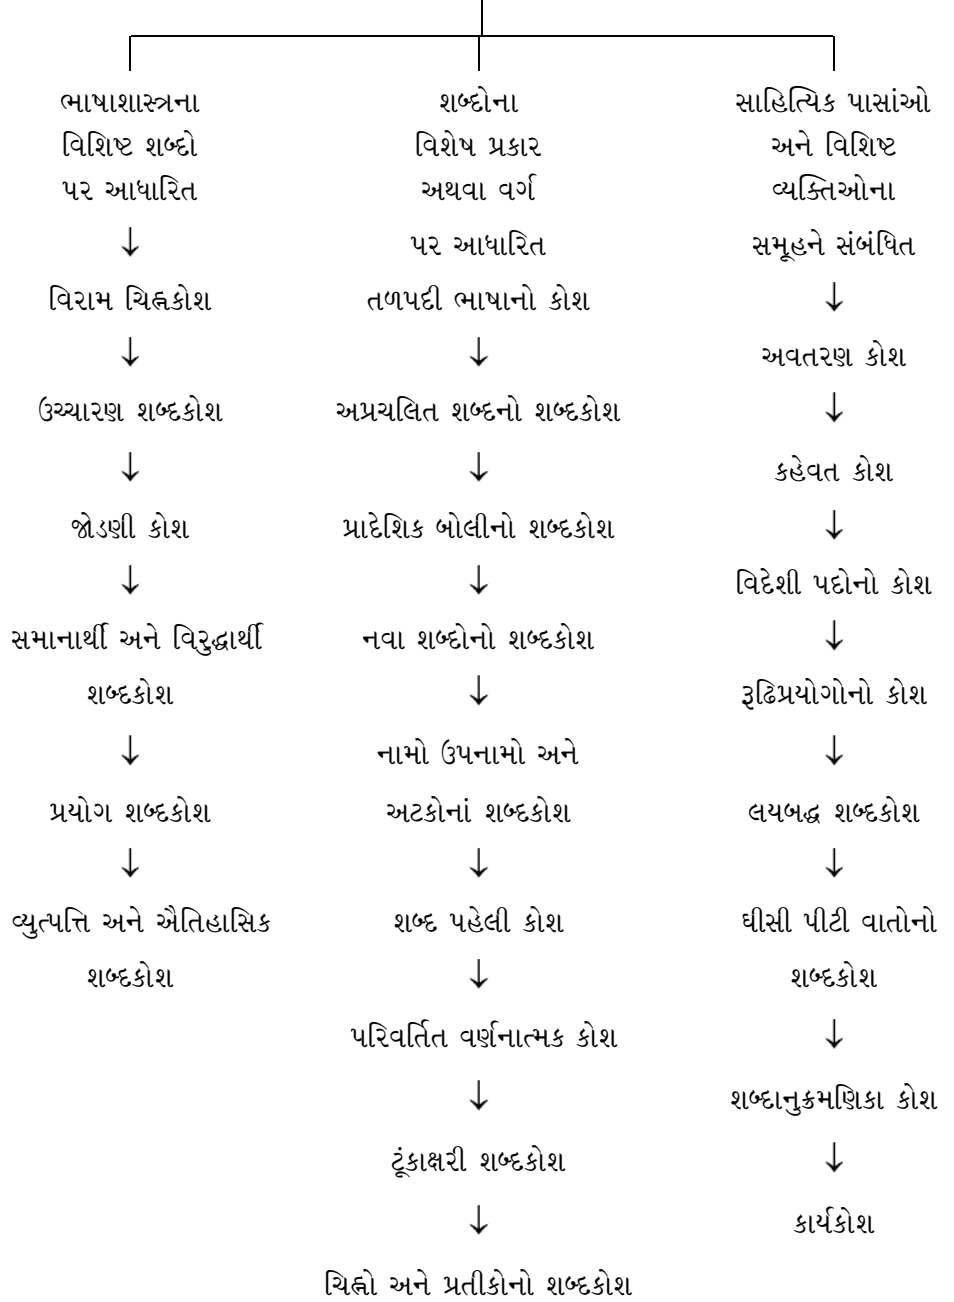 ભાષાશાસ્ત્રના
વિશિષ્ટ શબ્દો
પર આધારિત
↓
વિરામ ચિહ્નકોશ
↓
ઉચ્ચારણ શબ્દકોશ
↓
જોડણી કોશ
↓
સમાનાર્થી અને વિરુદ્ધાર્થી
શબ્દકોશ
↓
પ્રયોગ શબ્દકોશ
↓
વ્યુત્પત્તિ અને ઐતિહાસિક
શબ્દકોશ
શબ્દોના
વિશેષ પ્રકાર
અથવા વર્ગ
પર આધારિત
તળપદી ભાષાનો કોશ
↓
અપ્રચલિત શબ્દનો શબ્દકોશ
↓
પ્રાદેશિક બોલીનો શબ્દકોશ
↓
નવા શબ્દોનો શબ્દકોશ
↓
નામો ઉપનામો અને
અટકોનાં શબ્દકોશ
↓
શબ્દ પહેલી કોશ
↓
પરિવર્તિત વર્ણનાત્મક કોશ
↓
ટૂંકાક્ષરી શબ્દકોશ
↓
ચિહ્નો અને પ્રતીકોનો શબ્દકોશ
સાહિત્યિક પાસાંઓ
અને વિશિષ્ટ
વ્યક્તિઓના
સમૂહને સંબંધિત
↓
અવતરણ કોશ
↓
કહેવત કોશ
↓
વિદેશી પદોનો કોશ
↓
રૂઢિપ્રયોગોનો કોશ
↓
લયબદ્ધ શબ્દકોશ
↓
ઘીસી પીટી વાતોનો
શબ્દકોશ
↓
શબ્દાનુક્રમણિકા કોશ
↓
કાર્યકોશ